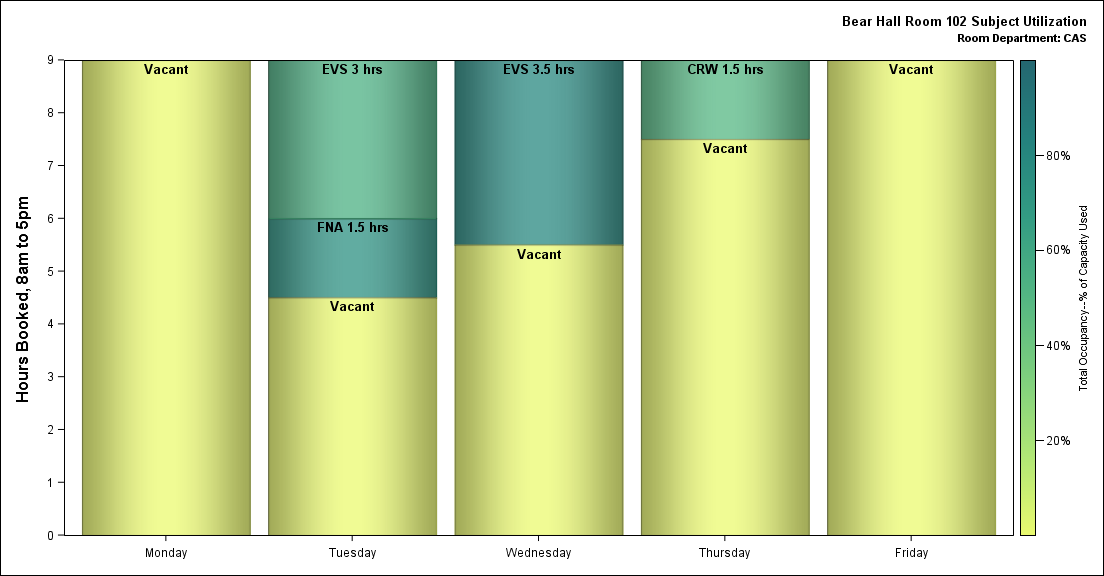 Bear Hall Room 102 Subject Utilization
Room Department: CAS
Hours Booked, 8am to 5pm
9
8
7
6
5
4
3
2
1
0
Vacant
EVS 3 hrs
FNA 1.5 hrs
Vacant
EVS 3.5 hrs
Vacant
CRW 1.5 hrs
Vacant
Vacant
Monday
Tuesday
Wednesday
Thursday
Friday
80%
60%
40%
20%
Total Occupancy--% of Capacity Used